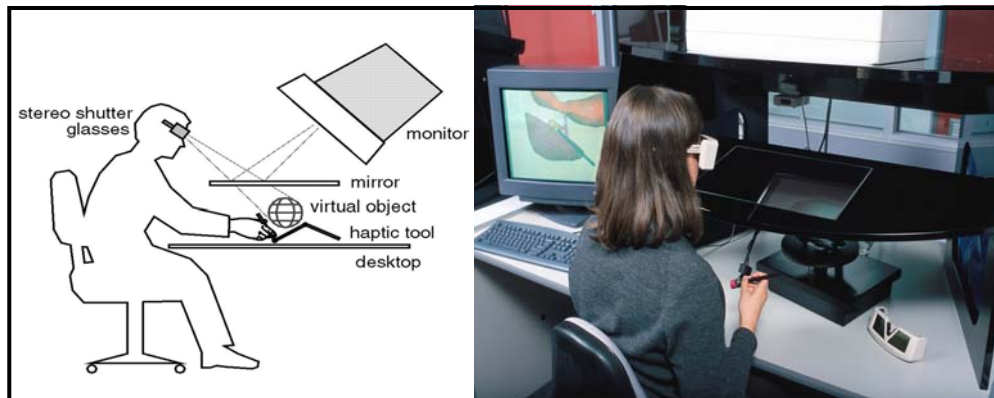 stereo shutter
glasses
monitor
mirror
virtual object
haptic tool
desktop